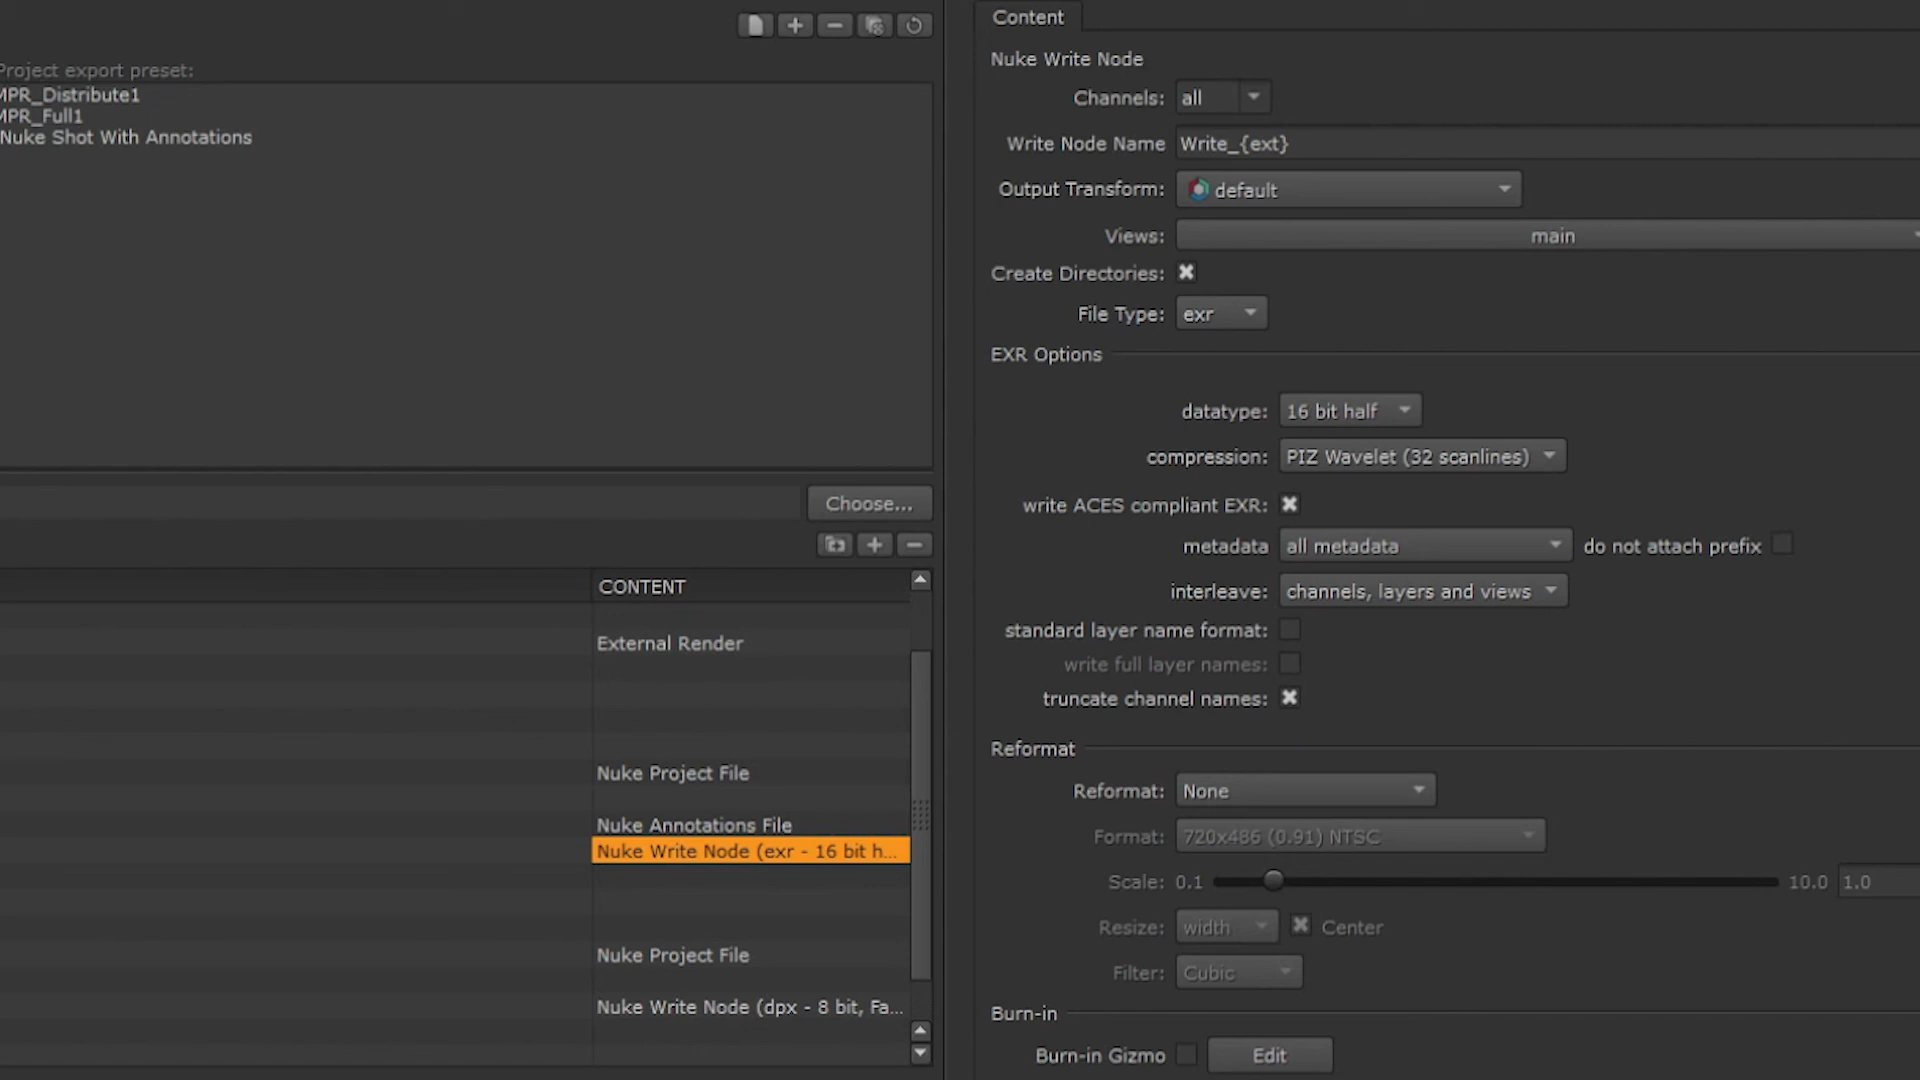 Project export preset:
MPR_Distribute1
MPR_Full1
Nuke Shot With Annotations
Choose...
CONTENT
External Render
Nuke Project File
Nuke Annotations File
Nuke Write Node (exr - 16 bit h...
Nuke Project File
Nuke Write Node (dpx - 8 bit, Fa...
Content
Nuke Write Node
Channels: all
Write Node Name Write_{ext}
Output Transform: default
Views: main
Create Directories:
File Type: exr
EXR Options
datatype: 16 bit half
compression: PIZ Wavelet (32 scanlines)
write ACES compliant EXR:
metadata all metadata do not attach prefix
interleave: channels, layers and views
standard layer name format:
write full layer names:
truncate channel names:
Reformat
Reformat: None
Format: 720x486 (0.91) NTSC
Scale: 0.1 10.0 1.0
Resize: width Center
Filter: Cubic
Burn-in
Burn-in Gizmo Edit